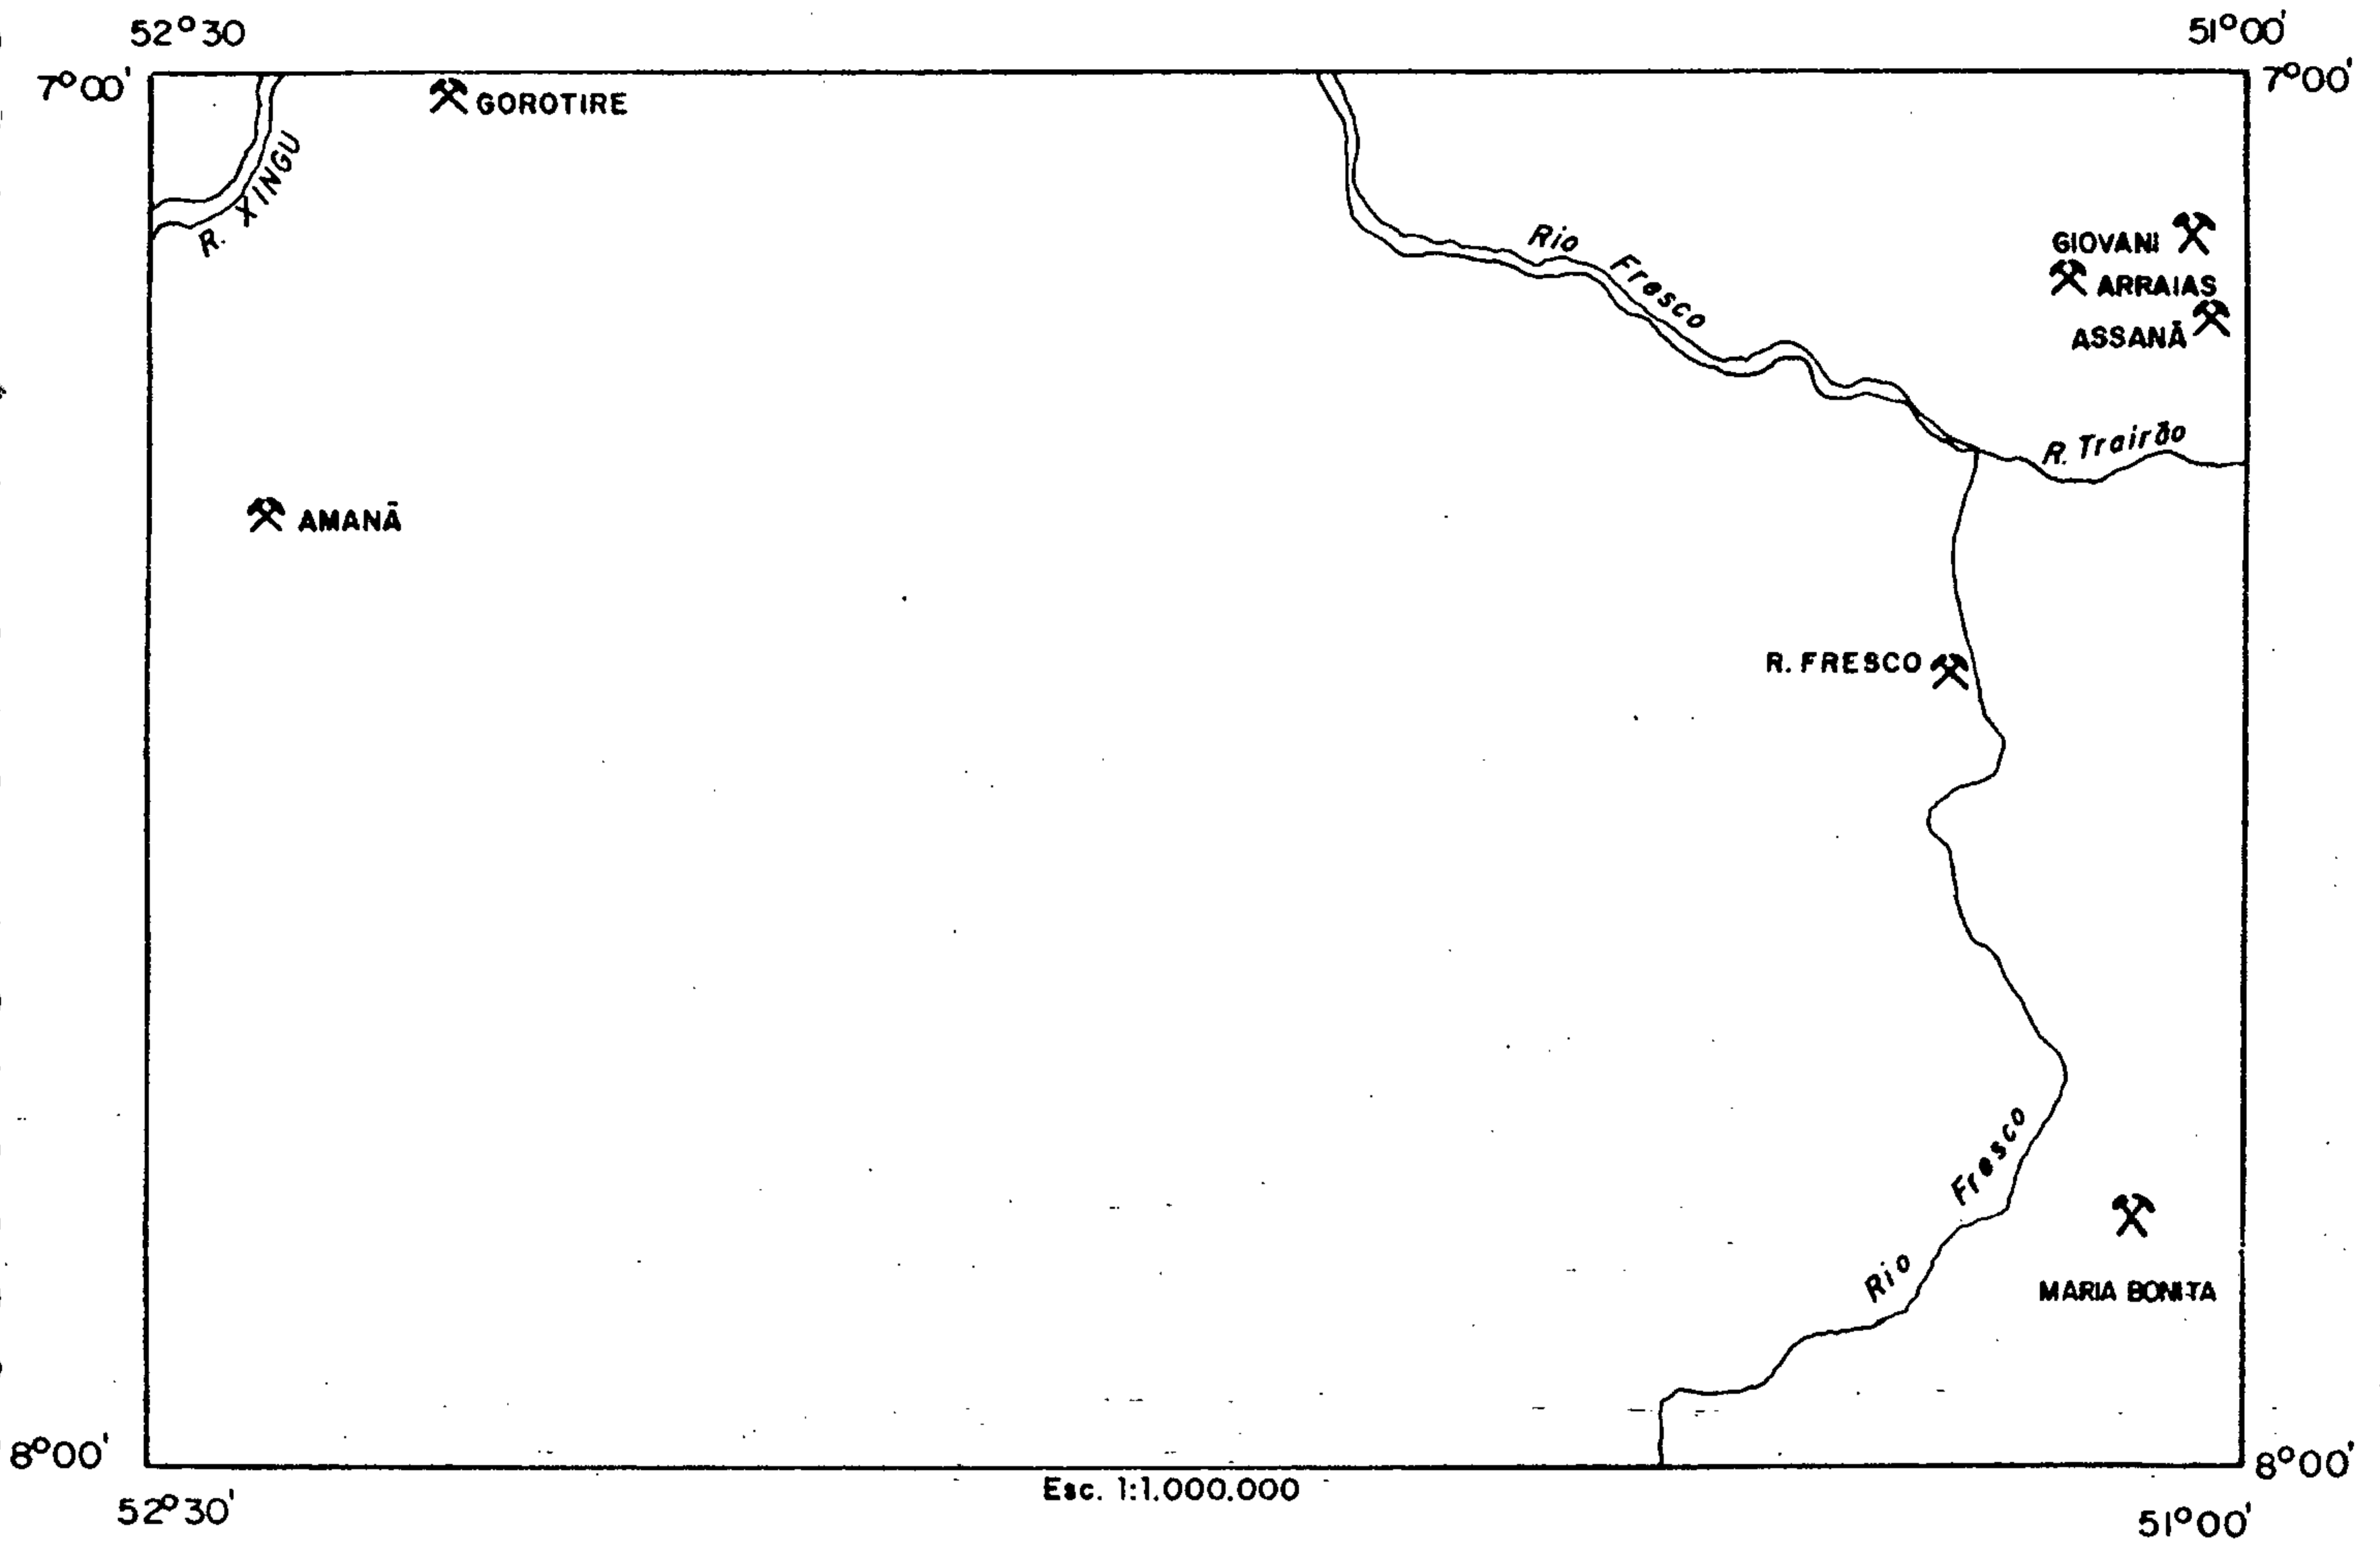 52°30
51°00'
7°00'
7°00'
GOROTIRE
R. XINGU
Rio Fresco
GIOVANI
ARRAIAS
ASSANÃ
R. Trairão
AMANÃ
R. FRESCO
Rio Fresco
MARIA BONITA
8°00'
8°00'
Esc. 1:1.000.000
52°30'
51°00'